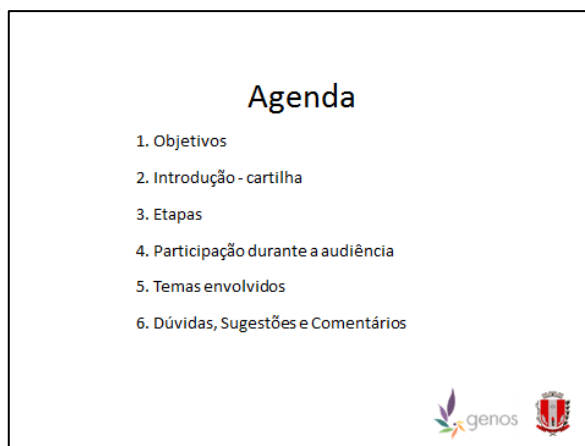 Agenda
1. Objetivos
2. Introdução - cartilha
3. Etapas
4. Participação durante a audiência
5. Temas envolvidos
6. Dúvidas, Sugestões e Comentários
genos